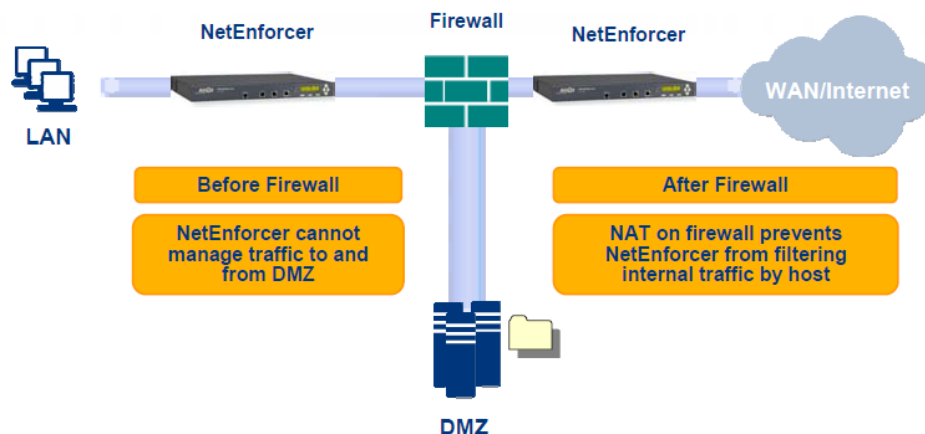 NetEnforcer
Firewall
NetEnforcer
WAN/Internet
LAN
Before Firewall
After Firewall
NetEnforcer cannot
manage traffic to and
from DMZ
NAT on firewall prevents
NetEnforcer from filtering
internal traffic by host
DMZ